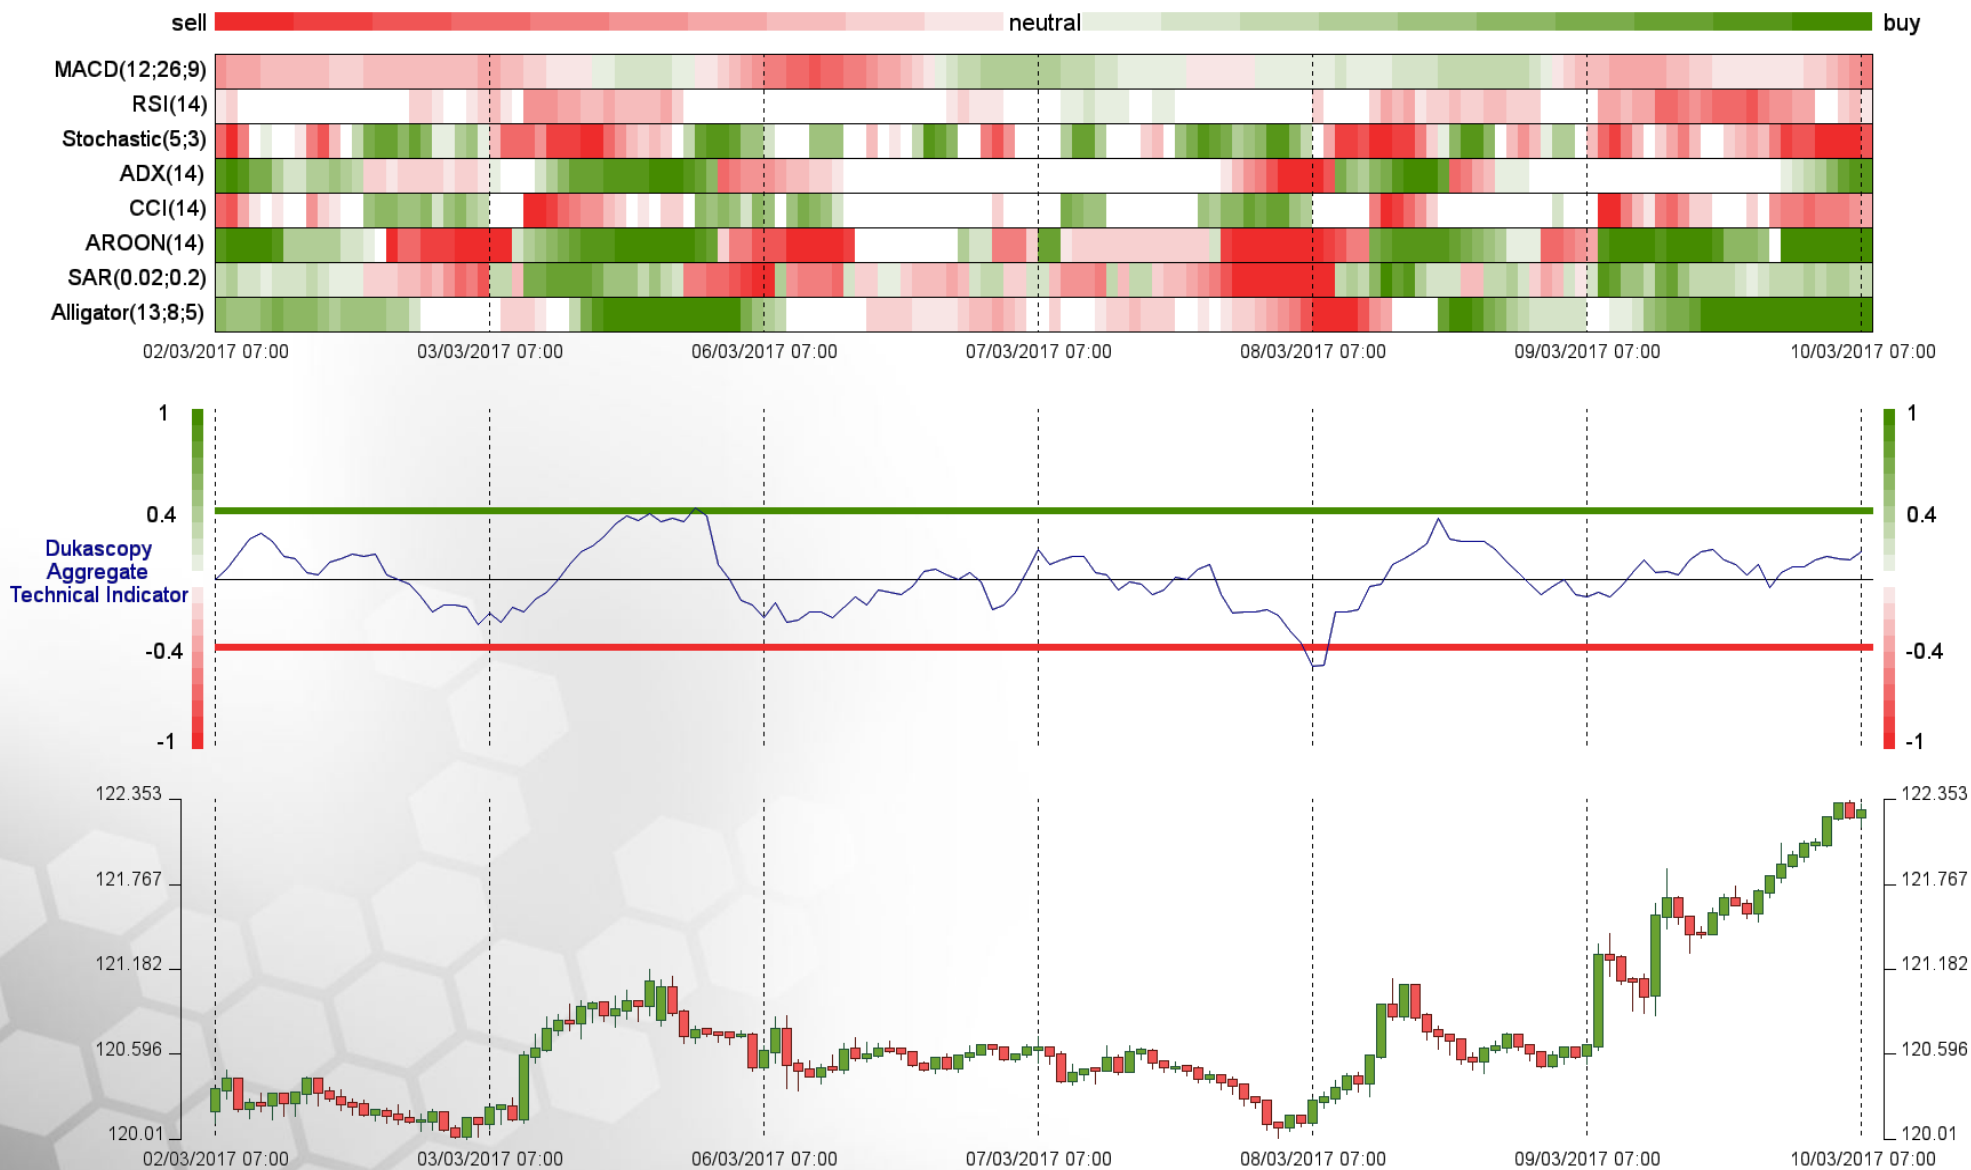 sell neutral buy
MACD(12;26;9)
RSI(14)
Stochastic(5;3)
ADX(14)
CCI(14)
AROON(14)
SAR(0.02;0.2)
Alligator(13;8;5)
02/03/2017 07:00 03/03/2017 07:00 06/03/2017 07:00 07/03/2017 07:00 08/03/2017 07:00 09/03/2017 07:00 10/03/2017 07:00
1 1
0.4 0.4
Dukascopy
Aggregate
Technical Indicator
-0.4 -0.4
-1 -1
122.353 122.353
121.767 121.767
121.182 121.182
120.596 120.596
120.01 120.01
02/03/2017 07:00 03/03/2017 07:00 06/03/2017 07:00 07/03/2017 07:00 08/03/2017 07:00 09/03/2017 07:00 10/03/2017 07:00